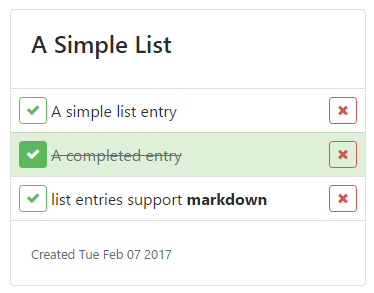 A Simple List
A simple list entry
A completed entry
list entries support markdown
Created Tue Feb 07 2017